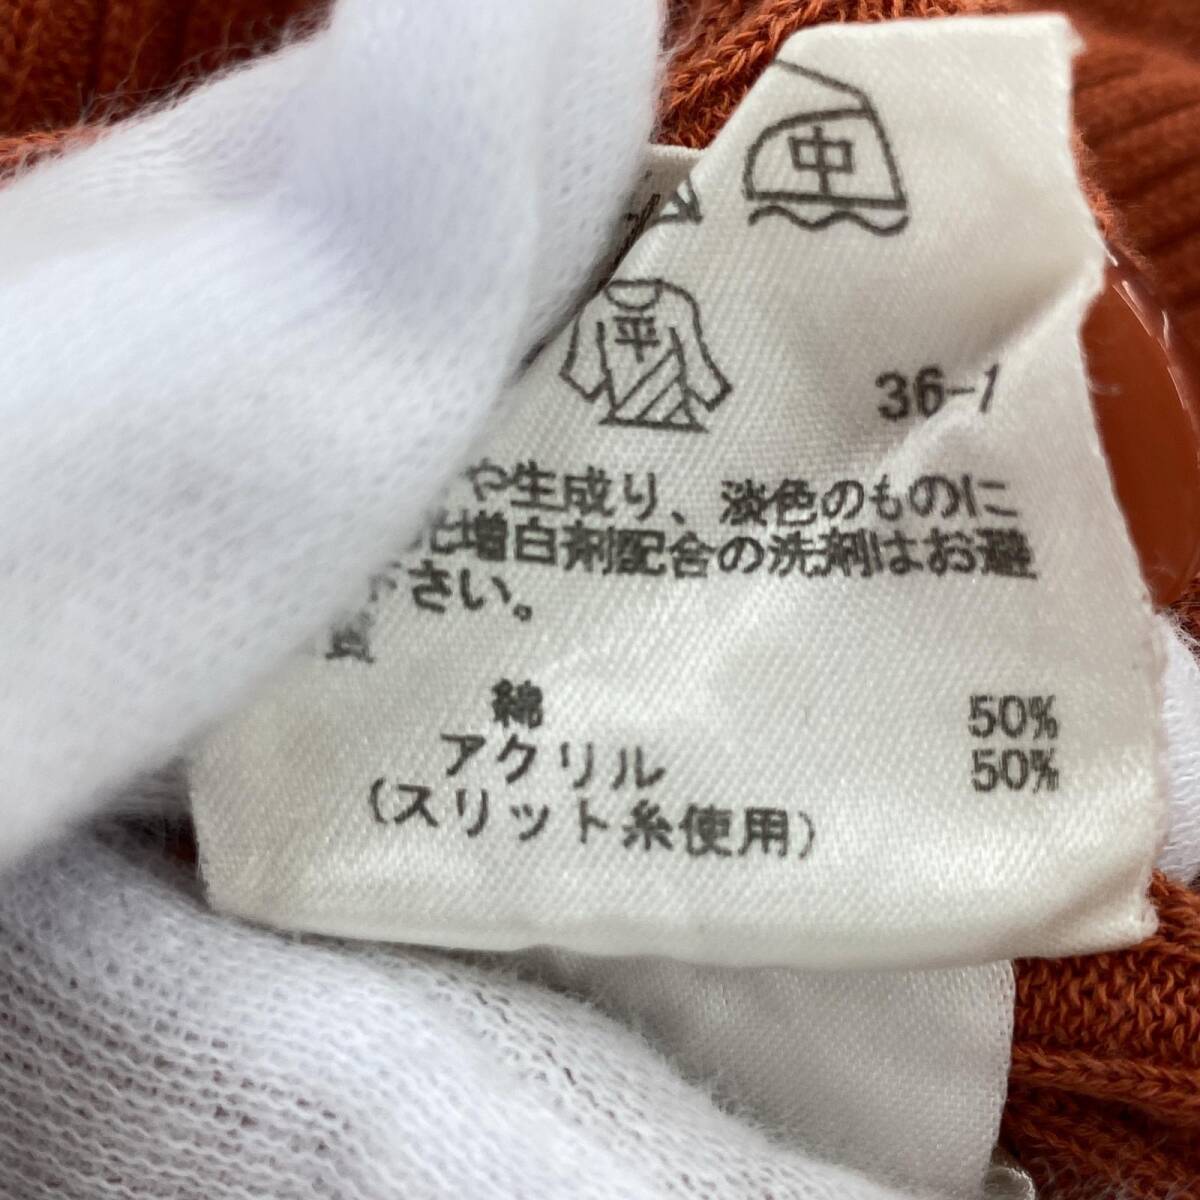 中
平
36-1
や生成り、淡色のものに
増白剤配合の洗剤はお避
さい。
綿 50%
アクリル 50%
(スリット糸使用)